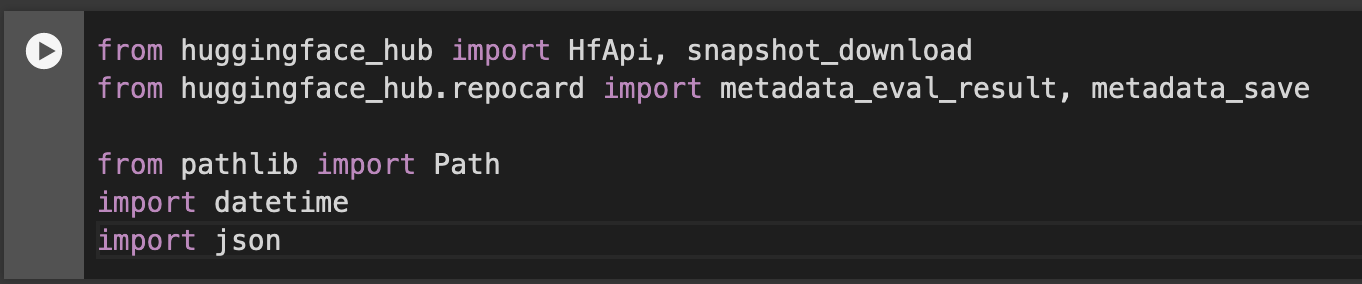 from huggingface_hub import HfApi, snapshot_download
from huggingface_hub.repocard import metadata_eval_result, metadata_save
from pathlib import Path
import datetime
import json